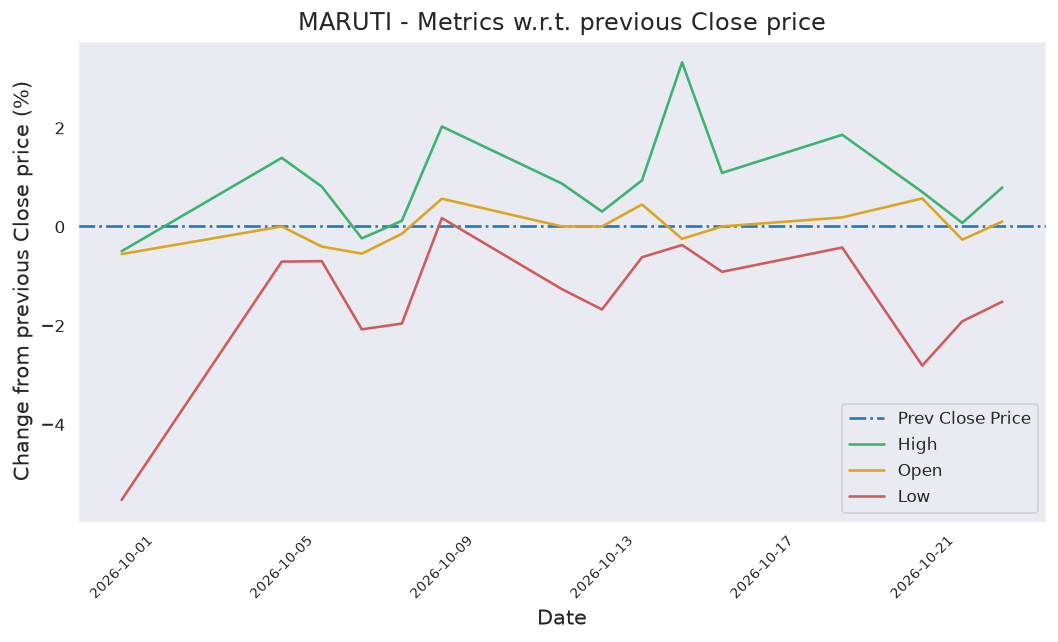 MARUTI - Metrics w.r.t. previous Close price
Change from previous Close price (%)
2
0
−2
−4
Prev Close Price
High
Open
Low
2026-10-01
2026-10-05
2026-10-09
2026-10-13
2026-10-17
2026-10-21
Date